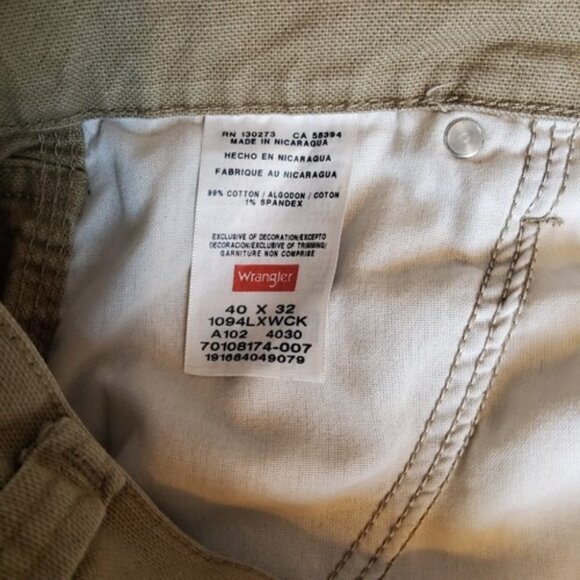 RN 130273 CA 56394
MADE IN NICARAGUA
HECHO EN NICARAGUA
FABRIQUE AU NICARAGUA
99% COTTON / ALGODON / COTON
1% SPANDEX
EXCLUSIVE OF DECORATION/EXCEPTO
DECORACION/EXCLUSIVE OF TRIMMING/
GARNITURE NON COMPRISE
Wrangler
40 X 32
1094LXWCK
A102 4030
70108174-007
191684049079